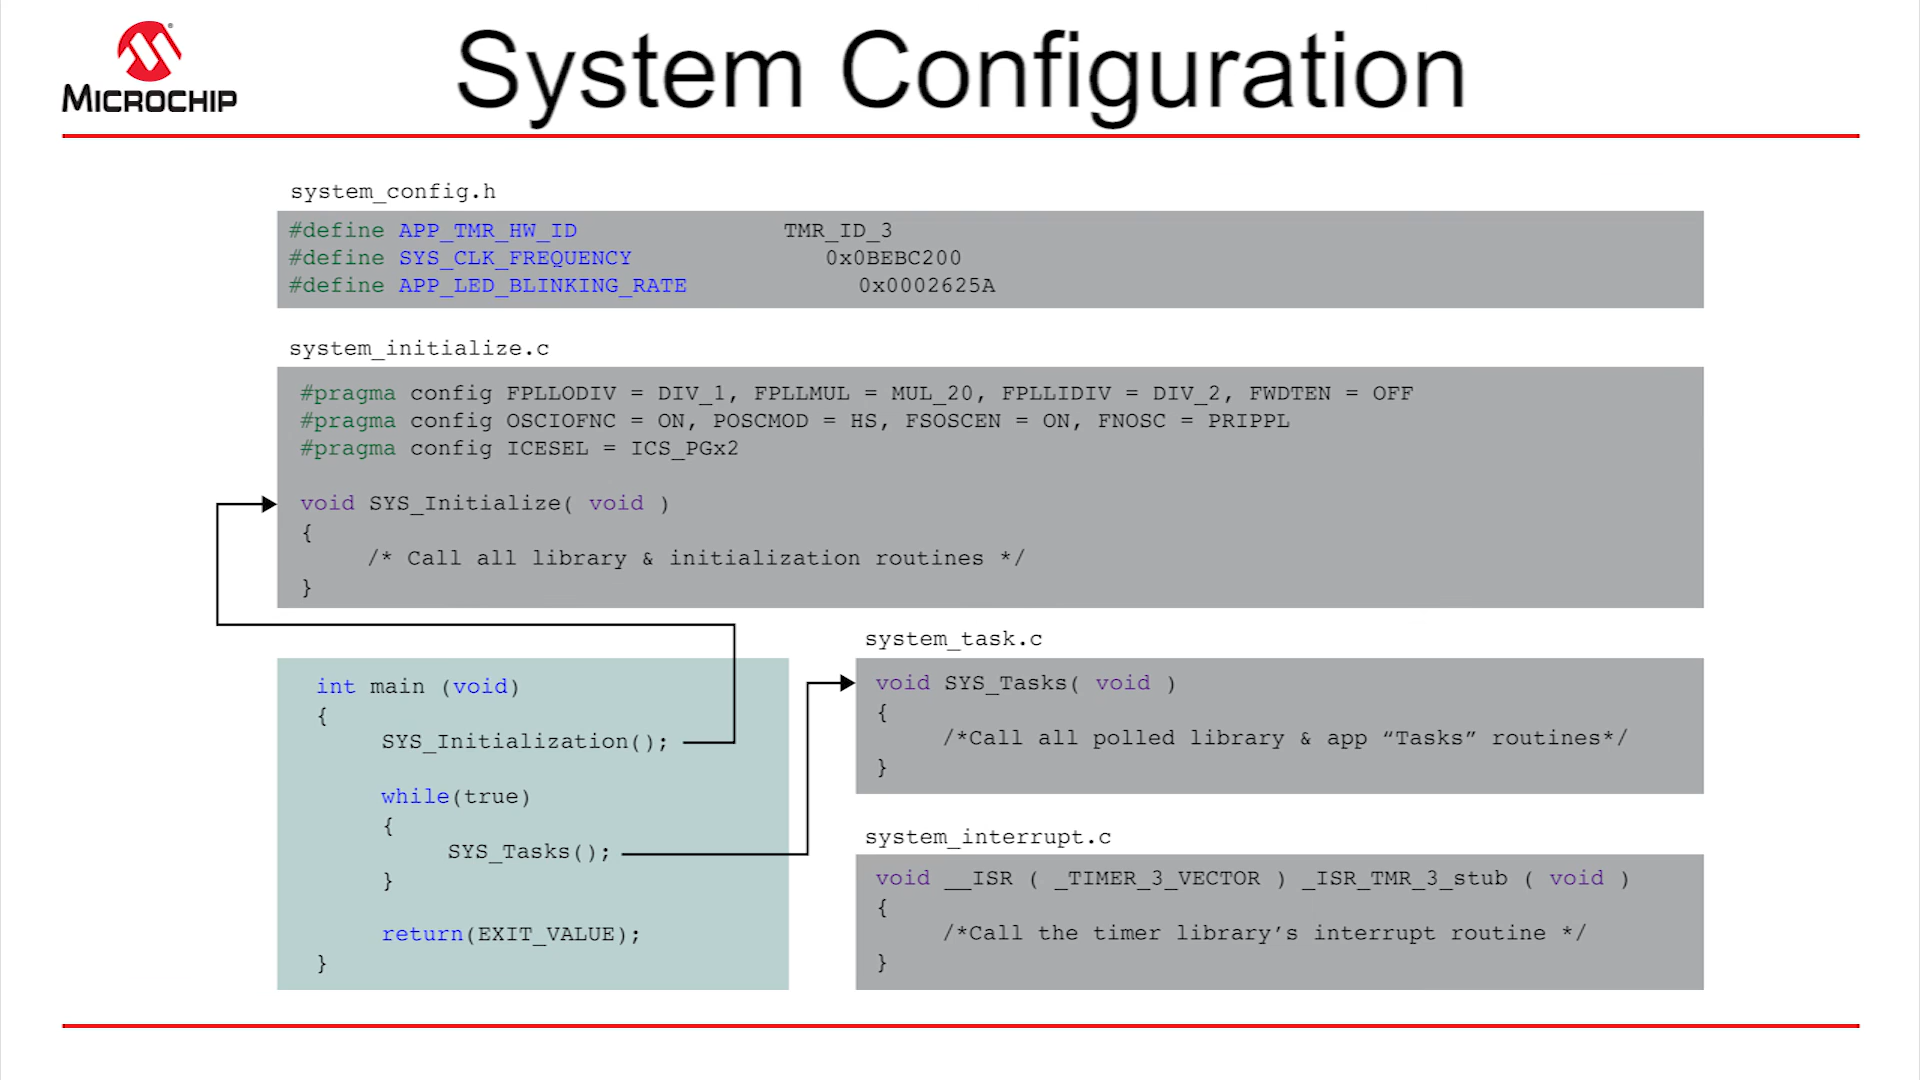 MICROCHIP
System Configuration
system_config.h
#define APP_TMR_HW_ID TMR_ID_3
#define SYS_CLK_FREQUENCY 0x0BEBC200
#define APP_LED_BLINKING_RATE 0x0002625A
system_initialize.c
#pragma config FPLLODIV = DIV_1, FPLLMUL = MUL_20, FPLLIDIV = DIV_2, FWDTEN = OFF
#pragma config OSCIOFNC = ON, POSCMOD = HS, FSOSCEN = ON, FNOSC = PRIPPL
#pragma config ICESEL = ICS_PGx2
void SYS_Initialize( void )
{
/* Call all library & initialization routines */
}
int main (void)
{
SYS_Initialization();
while(true)
{
SYS_Tasks();
}
return(EXIT_VALUE);
}
system_task.c
void SYS_Tasks( void )
{
/*Call all polled library & app “Tasks” routines*/
}
system_interrupt.c
void __ISR ( _TIMER_3_VECTOR ) _ISR_TMR_3_stub ( void )
{
/*Call the timer library’s interrupt routine */
}